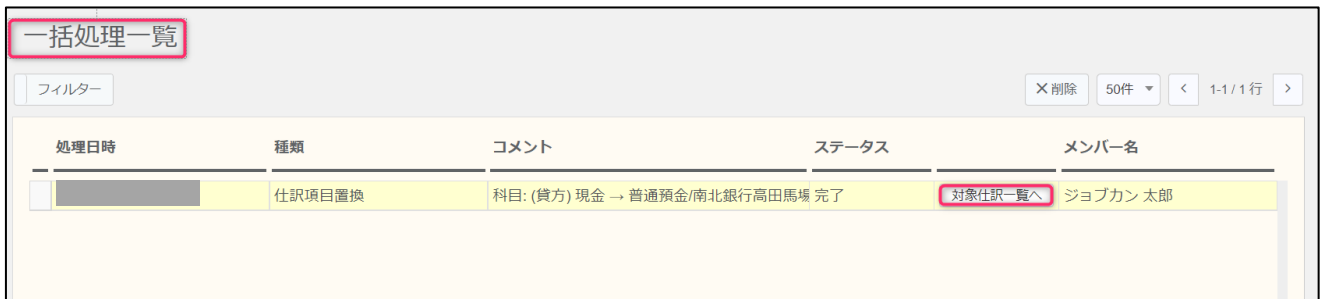 一括処理一覧
フィルター
×削除 50件 < 1-1 / 1 行 >
処理日時 種類 コメント ステータス メンバー名
仕訳項目置換 科目: (貸方) 現金 → 普通預金/南北銀行高田馬場 完了 対象仕訳一覧へ ジョブカン 太郎